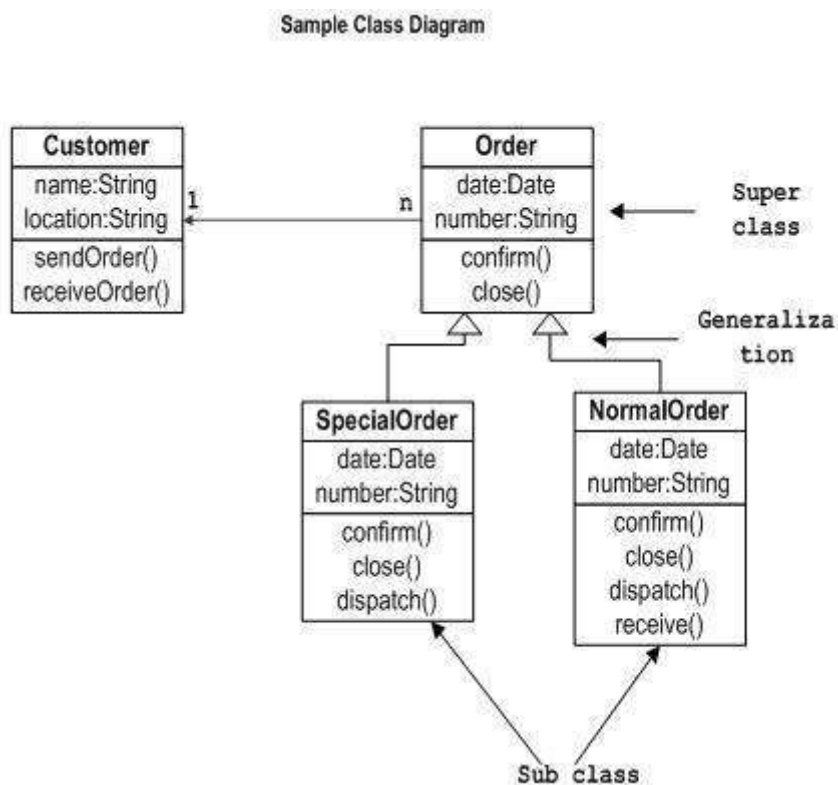 Sample Class Diagram
Customer
name:String
location:String
sendOrder()
receiveOrder()
1
n
Order
date:Date
number:String
confirm()
close()
Super
class
Generaliza
tion
SpecialOrder
date:Date
number:String
confirm()
close()
dispatch()
NormalOrder
date:Date
number:String
confirm()
close()
dispatch()
receive()
Sub class